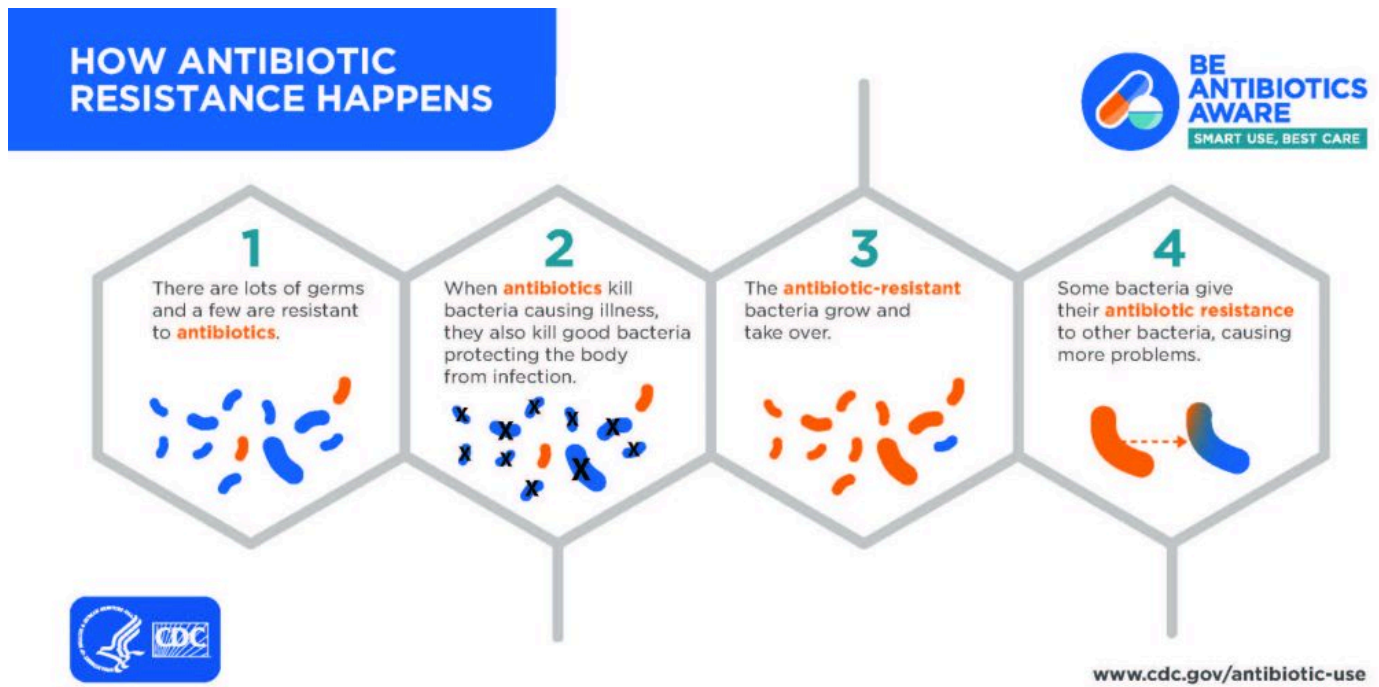 HOW ANTIBIOTIC
RESISTANCE HAPPENS
BE
ANTIBIOTICS
AWARE
SMART USE, BEST CARE
1
There are lots of germs
and a few are resistant
to antibiotics.
2
When antibiotics kill
bacteria causing illness,
they also kill good bacteria
protecting the body
from infection.
X X X X X X X X X X
3
The antibiotic-resistant
bacteria grow and
take over.
4
Some bacteria give
their antibiotic resistance
to other bacteria, causing
more problems.
CDC
www.cdc.gov/antibiotic-use